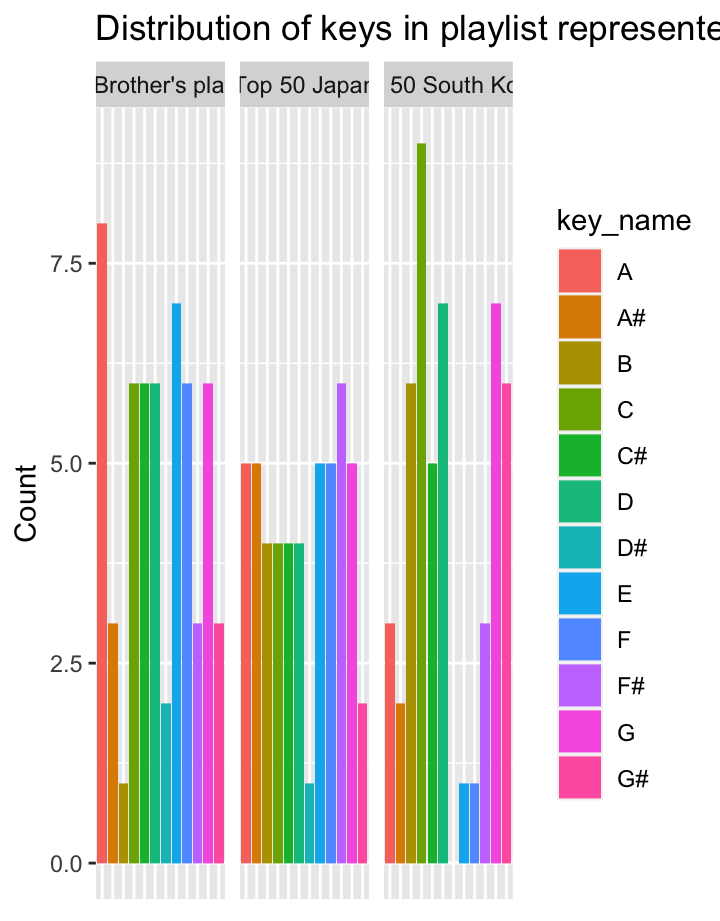 Distribution of keys in playlist represente
Brother's pla
Top 50 Japan
50 South Ko
key_name
A
A#
B
C
C#
D
D#
E
F
F#
G
G#
7.5
5.0
2.5
0.0
Count